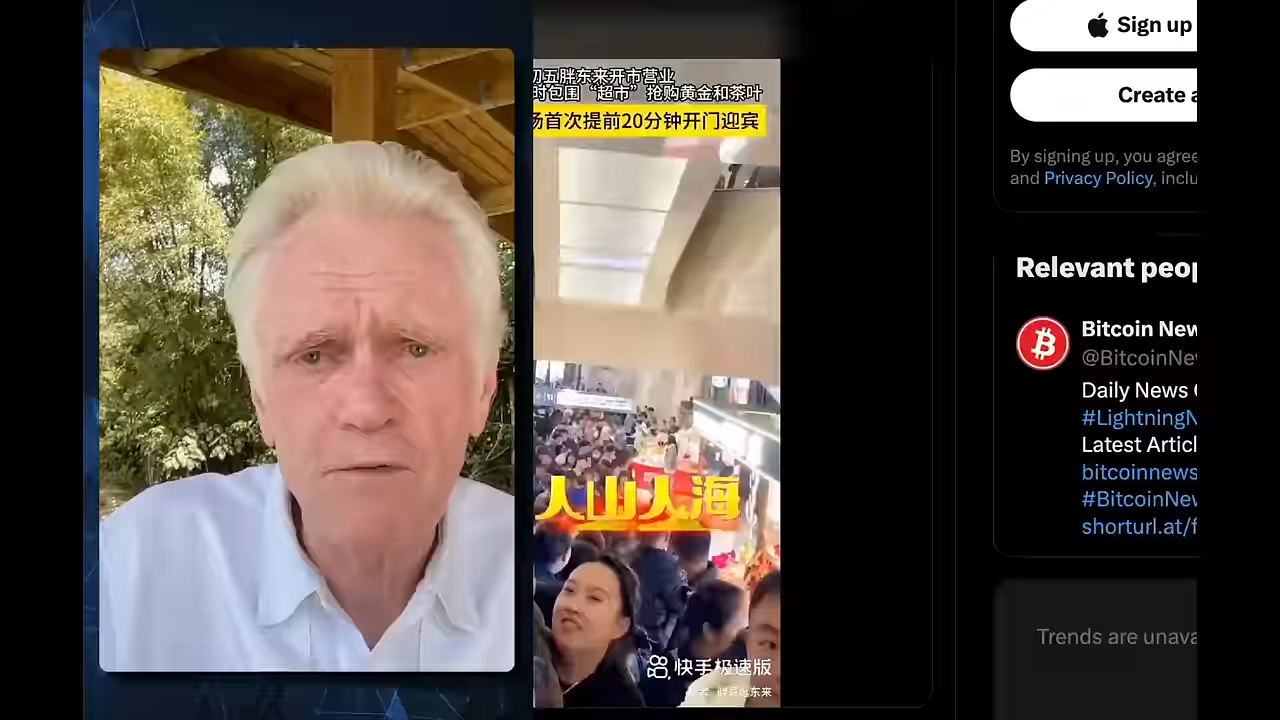 初五胖东来开市营业
时包围“超市”抢购黄金和茶叶
场首次提前20分钟开门迎宾
人山人海
快手极速版
Sign up
Create a
By signing up, you agree
and Privacy Policy, inclu
Relevant peop
Bitcoin New
@BitcoinNew
Daily News
#LightningN
Latest Articl
bitcoinnews
#BitcoinNew
shorturl.at/f
Trends are unava